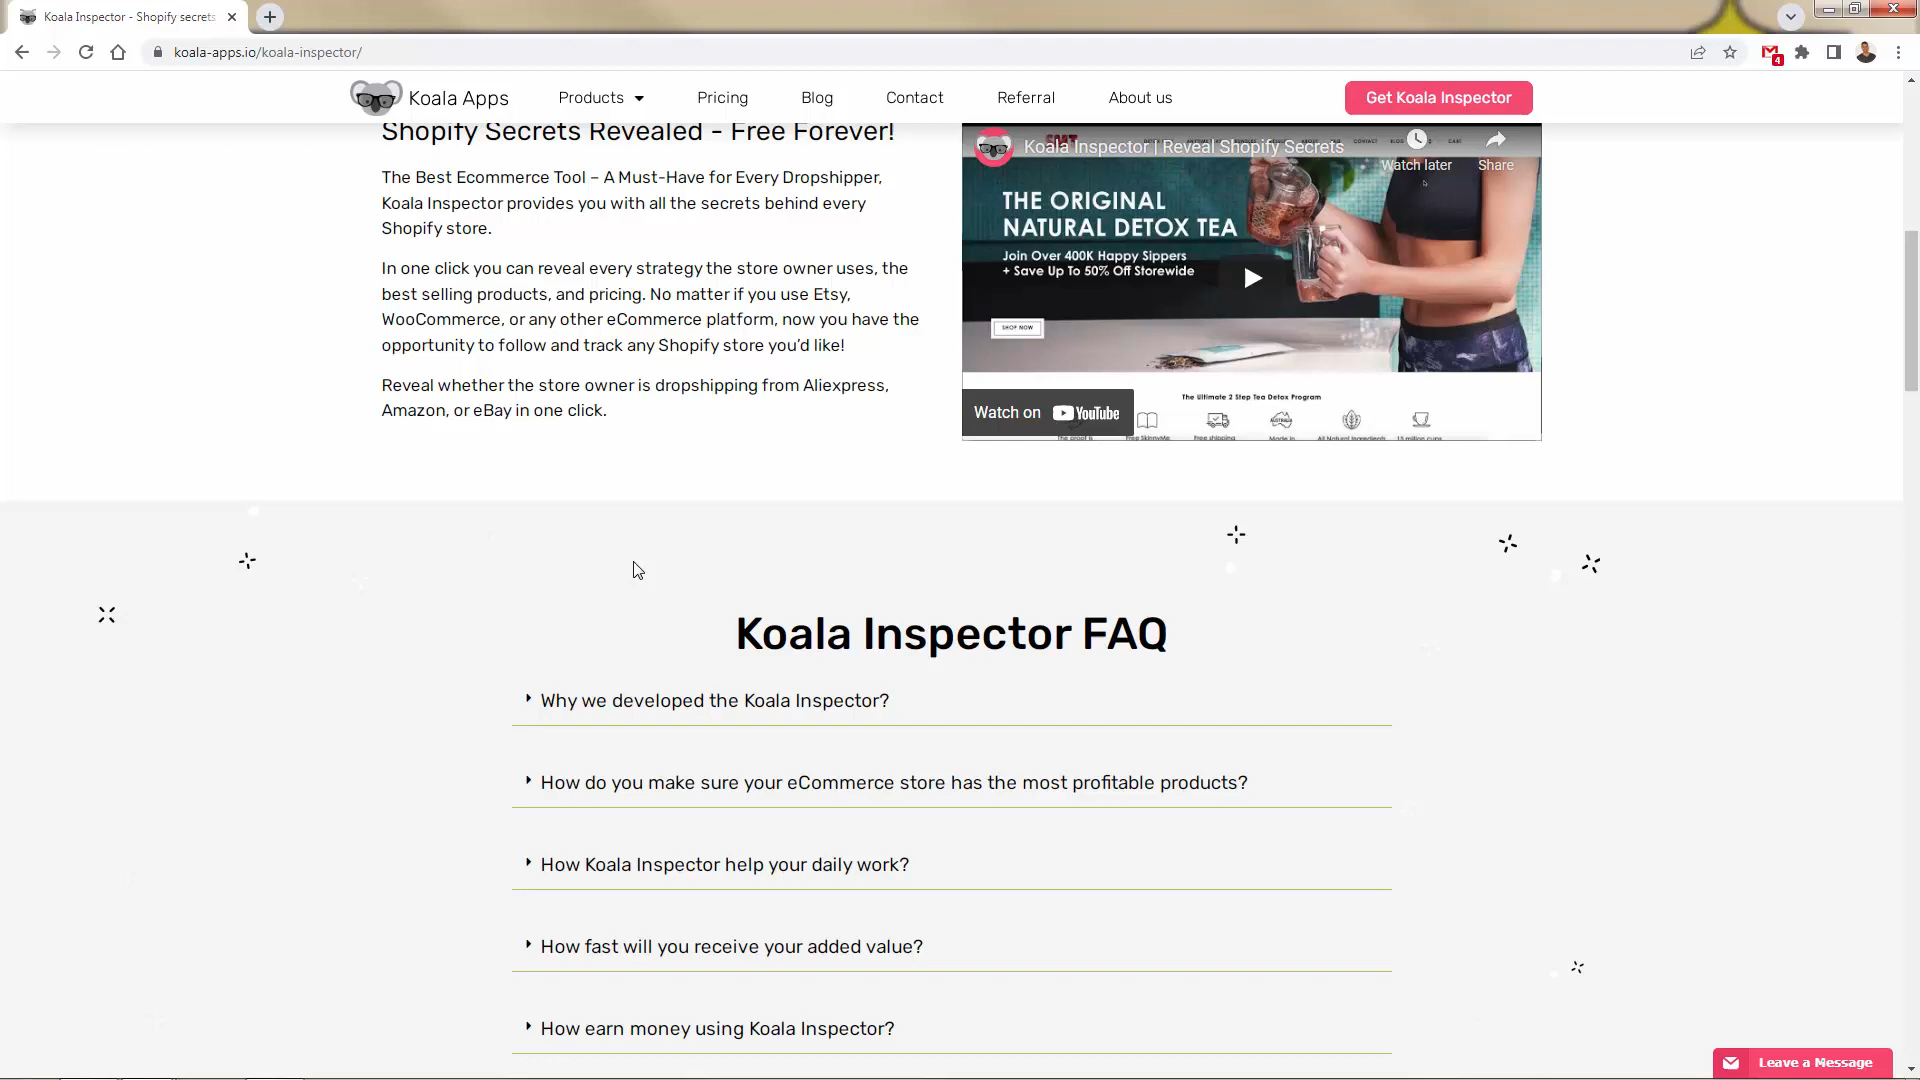 Koala Inspector - Shopify secrets
koala-apps.io/koala-inspector/
4
Koala Apps
Products
Pricing
Blog
Contact
Referral
About us
Get Koala Inspector
Shopify Secrets Revealed - Free Forever!
The Best Ecommerce Tool – A Must-Have for Every Dropshipper,
Koala Inspector provides you with all the secrets behind every
Shopify store.
In one click you can reveal every strategy the store owner uses, the
best selling products, and pricing. No matter if you use Etsy,
WooCommerce, or any other eCommerce platform, now you have the
opportunity to follow and track any Shopify store you’d like!
Reveal whether the store owner is dropshipping from Aliexpress,
Amazon, or eBay in one click.
Koala Inspector | Reveal Shopify Secrets
Watch later
Share
THE ORIGINAL
NATURAL DETOX TEA
Join Over 400K Happy Sippers
+ Save Up To 50% Off Storewide
SHOP NOW
The Ultimate 2 Step Tea Detox Program
Watch on YouTube
Koala Inspector FAQ
Why we developed the Koala Inspector?
How do you make sure your eCommerce store has the most profitable products?
How Koala Inspector help your daily work?
How fast will you receive your added value?
How earn money using Koala Inspector?
Leave a Message